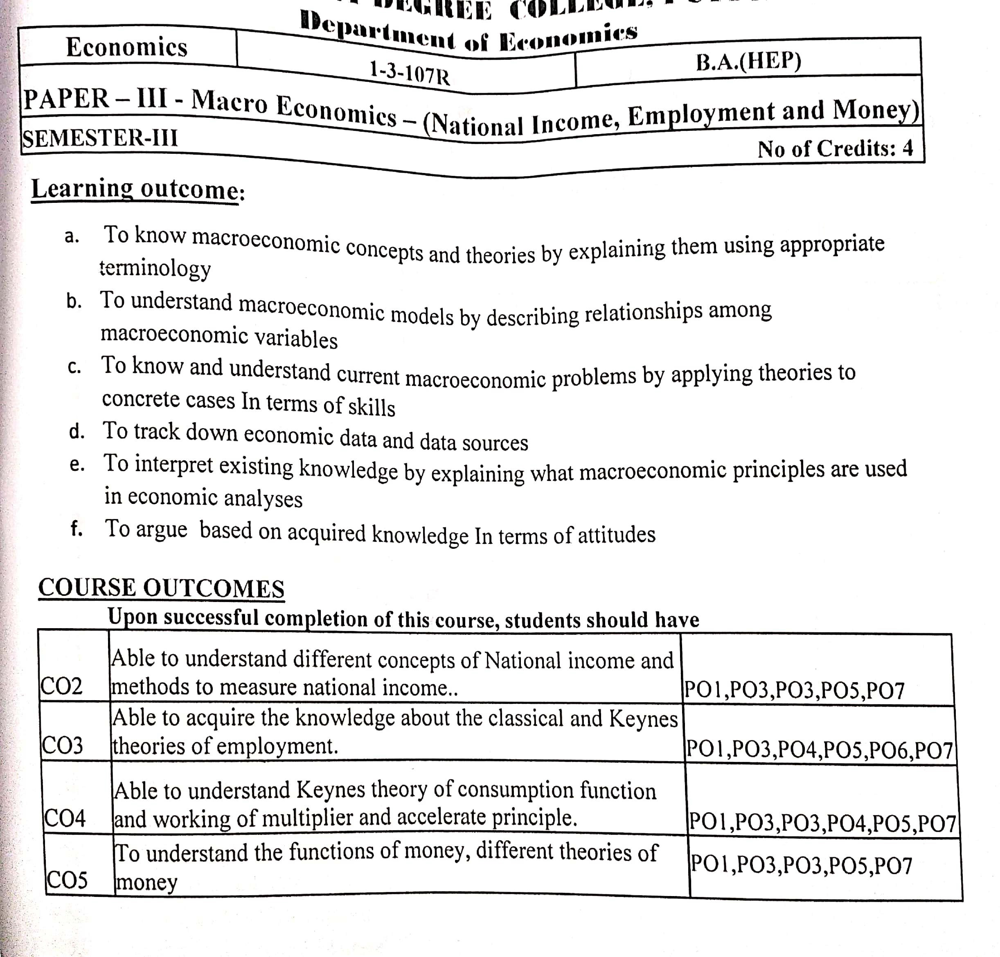 DEGREE COLLEGE,
Department of Economics
Economics
1-3-107R
B.A.(HEP)
PAPER – III - Macro Economics – (National Income, Employment and Money)
SEMESTER-III
No of Credits: 4
Learning outcome:
a. To know macroeconomic concepts and theories by explaining them using appropriate
terminology
b. To understand macroeconomic models by describing relationships among
macroeconomic variables
c. To know and understand current macroeconomic problems by applying theories to
concrete cases In terms of skills
d. To track down economic data and data sources
e. To interpret existing knowledge by explaining what macroeconomic principles are used
in economic analyses
f. To argue based on acquired knowledge In terms of attitudes
COURSE OUTCOMES
Upon successful completion of this course, students should have
Able to understand different concepts of National income and
CO2 methods to measure national income.. PO1,PO3,PO3,PO5,PO7
Able to acquire the knowledge about the classical and Keynes
CO3 theories of employment. PO1,PO3,PO4,PO5,PO6,PO7
Able to understand Keynes theory of consumption function
CO4 and working of multiplier and accelerate principle. PO1,PO3,PO3,PO4,PO5,PO7
To understand the functions of money, different theories of PO1,PO3,PO3,PO5,PO7
CO5 money